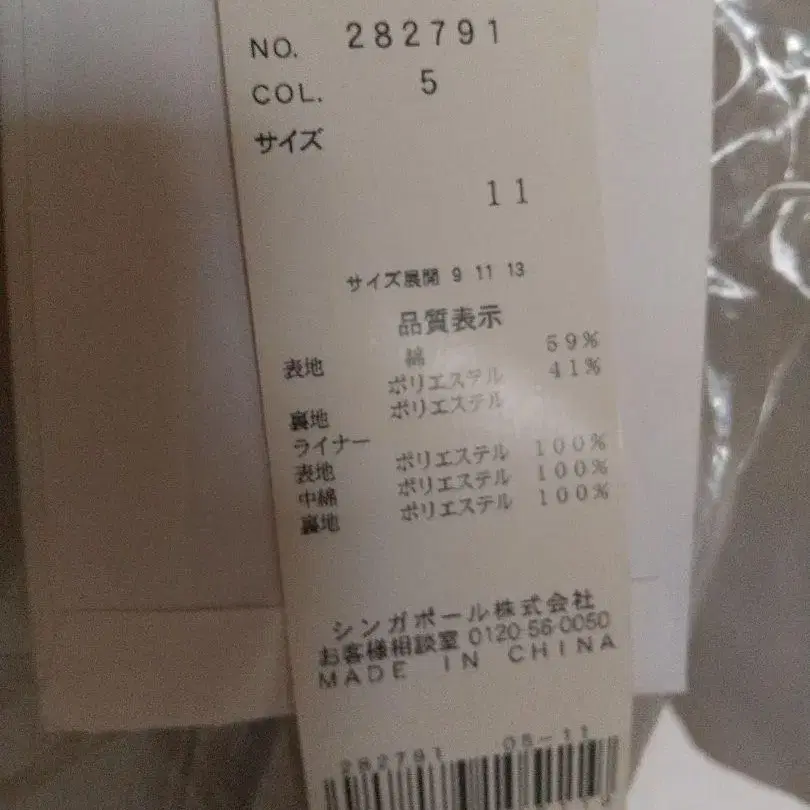 NO. 282791
COL. 5
サイズ
11
サイズ展開 9 11 13
品質表示
表地 綿 59%
ポリエステル 41%
裏地 ポリエステル
ライナー
表地 ポリエステル 100%
中綿 ポリエステル 100%
裏地 ポリエステル 100%
シンガポール株式会社
お客様相談室 0120-56-0050
MADE IN CHINA
282791 05-11